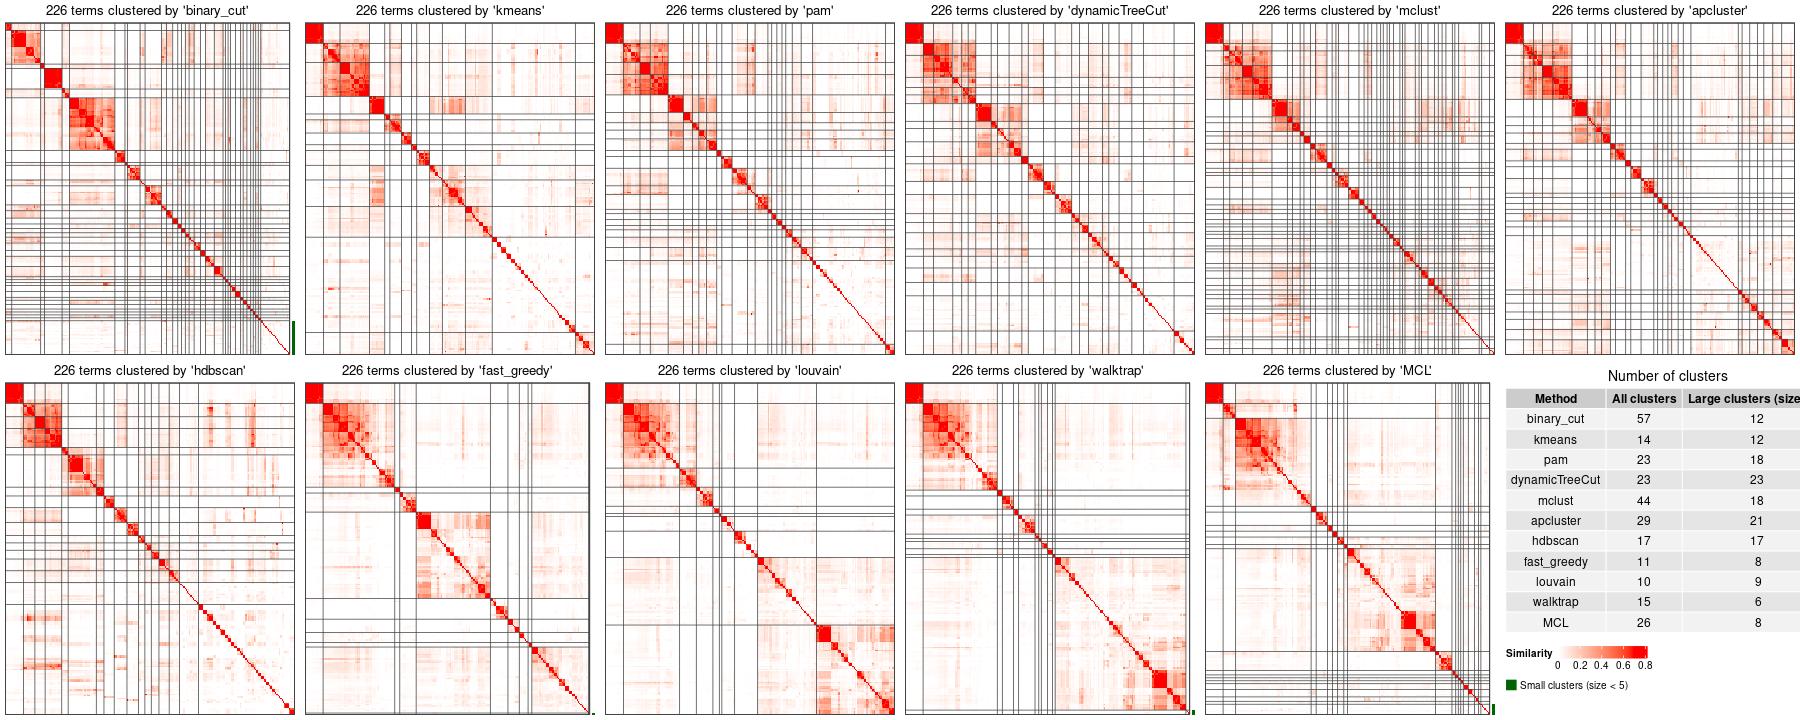 226 terms clustered by 'binary_cut'
226 terms clustered by 'kmeans'
226 terms clustered by 'pam'
226 terms clustered by 'dynamicTreeCut'
226 terms clustered by 'mclust'
226 terms clustered by 'apcluster'
226 terms clustered by 'hdbscan'
226 terms clustered by 'fast_greedy'
226 terms clustered by 'louvain'
226 terms clustered by 'walktrap'
226 terms clustered by 'MCL'
Number of clusters
Method All clusters Large clusters (size
binary_cut 57 12
kmeans 14 12
pam 23 18
dynamicTreeCut 23 23
mclust 44 18
apcluster 29 21
hdbscan 17 17
fast_greedy 11 8
louvain 10 9
walktrap 15 6
MCL 26 8
Similarity
0 0.2 0.4 0.6 0.8
Small clusters (size < 5)